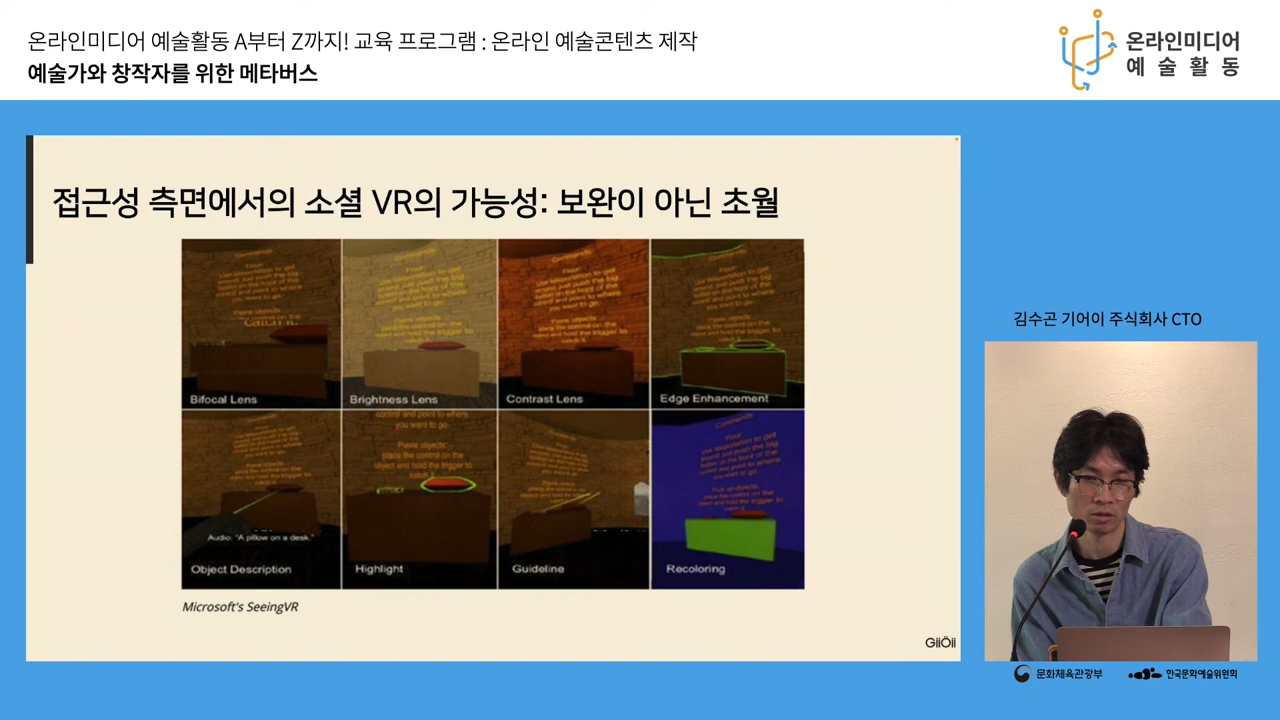 온라인미디어 예술활동 A부터 Z까지! 교육 프로그램 : 온라인 예술콘텐츠 제작
예술가와 창작자를 위한 메타버스
온라인미디어
예술활동
접근성 측면에서의 소셜 VR의 가능성: 보완이 아닌 초월
Bifocal Lens
Brightness Lens
Contrast Lens
Edge Enhancement
Audio: "A pillow on a desk."
Object Description
Highlight
Guideline
Recoloring
Microsoft's SeeingVR
GiiÖii
김수곤 기어이 주식회사 CTO
문화체육관광부
한국문화예술위원회